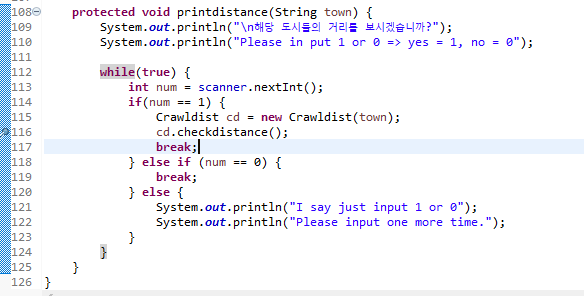 108 protected void printdistance(String town) {
109 System.out.println("\n해당 도시들의 거리를 보시겠습니까?");
110 System.out.println("Please in put 1 or 0 => yes = 1, no = 0");
111
112 while(true) {
113 int num = scanner.nextInt();
114 if(num == 1) {
115 Crawldist cd = new Crawldist(town);
116 cd.checkdistance();
117 break;
118 } else if (num == 0) {
119 break;
120 } else {
121 System.out.println("I say just input 1 or 0");
122 System.out.println("Please input one more time.");
123 }
124 }
125 }
126 }